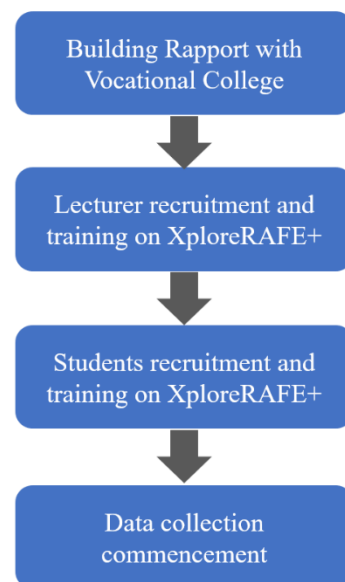 Building Rapport with
Vocational College
Lecturer recruitment and
training on XploreRAFE+
Students recruitment and
training on XploreRAFE+
Data collection
commencement